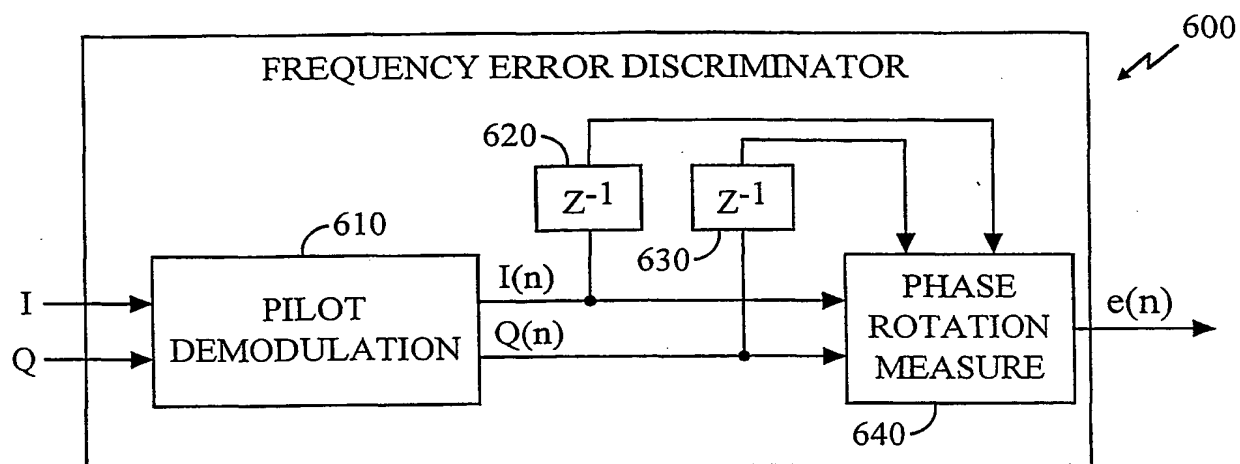 600
FREQUENCY ERROR DISCRIMINATOR
620
Z-1
Z-1
610
630
I
Q
PILOT
DEMODULATION
I(n)
Q(n)
PHASE
ROTATION
MEASURE
e(n)
640